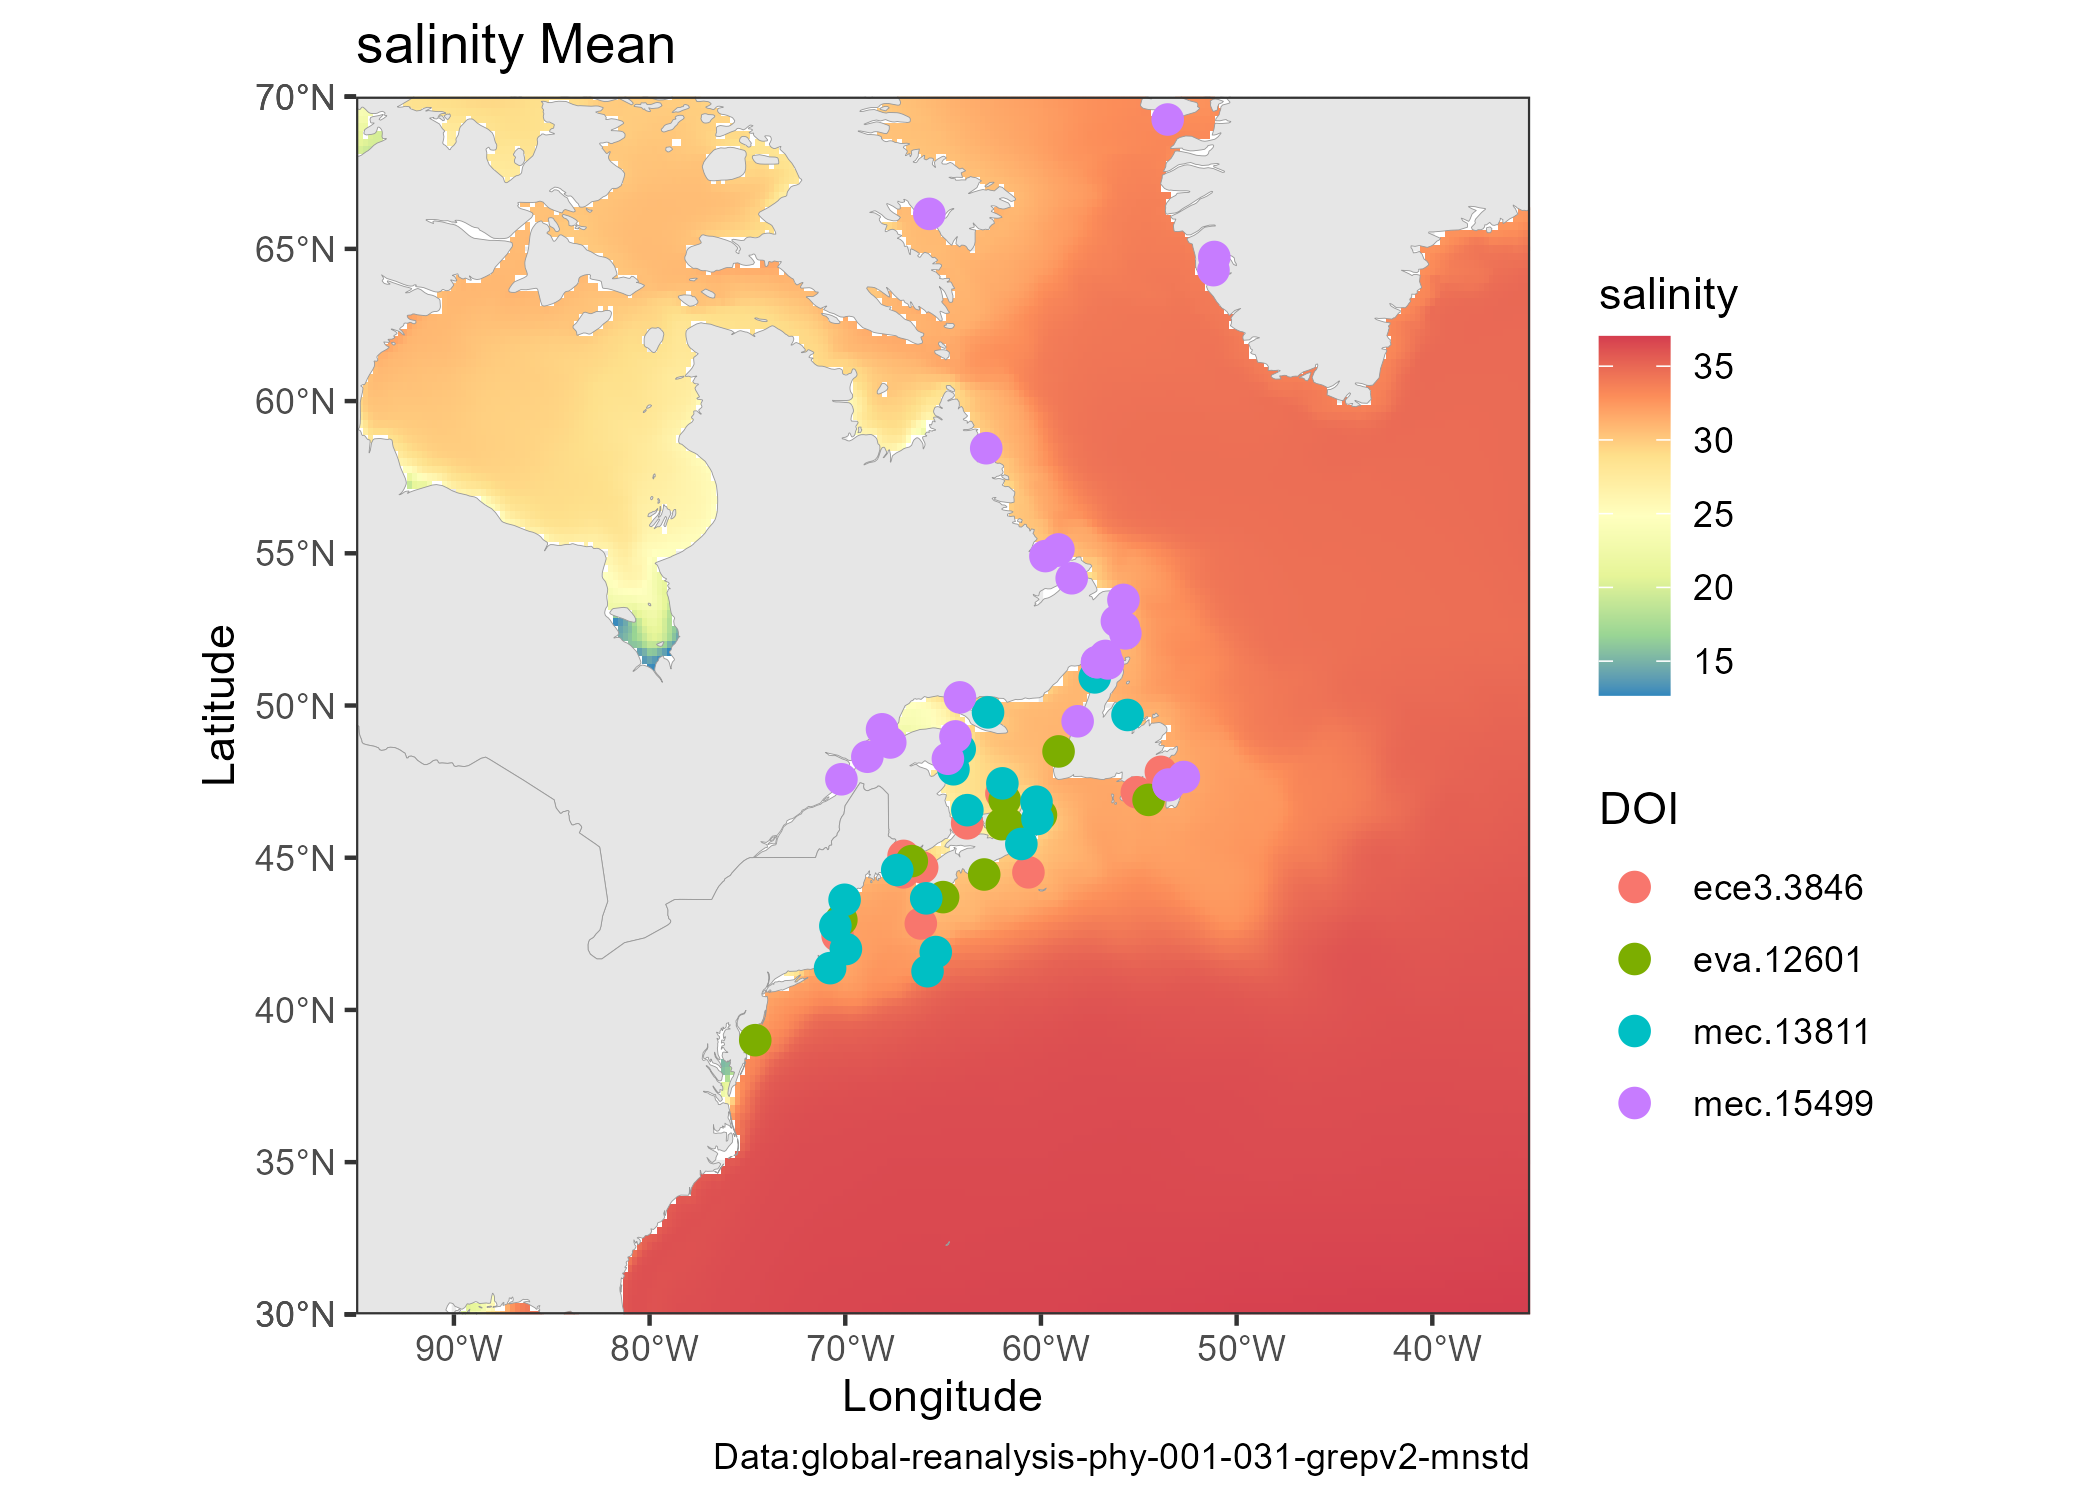 salinity Mean
70°N
65°N
60°N
55°N
50°N
45°N
40°N
35°N
30°N
Latitude
90°W
80°W
70°W
60°W
50°W
40°W
Longitude
Data:global-reanalysis-phy-001-031-grepv2-mnstd
salinity
35
30
25
20
15
DOI
ece3.3846
eva.12601
mec.13811
mec.15499